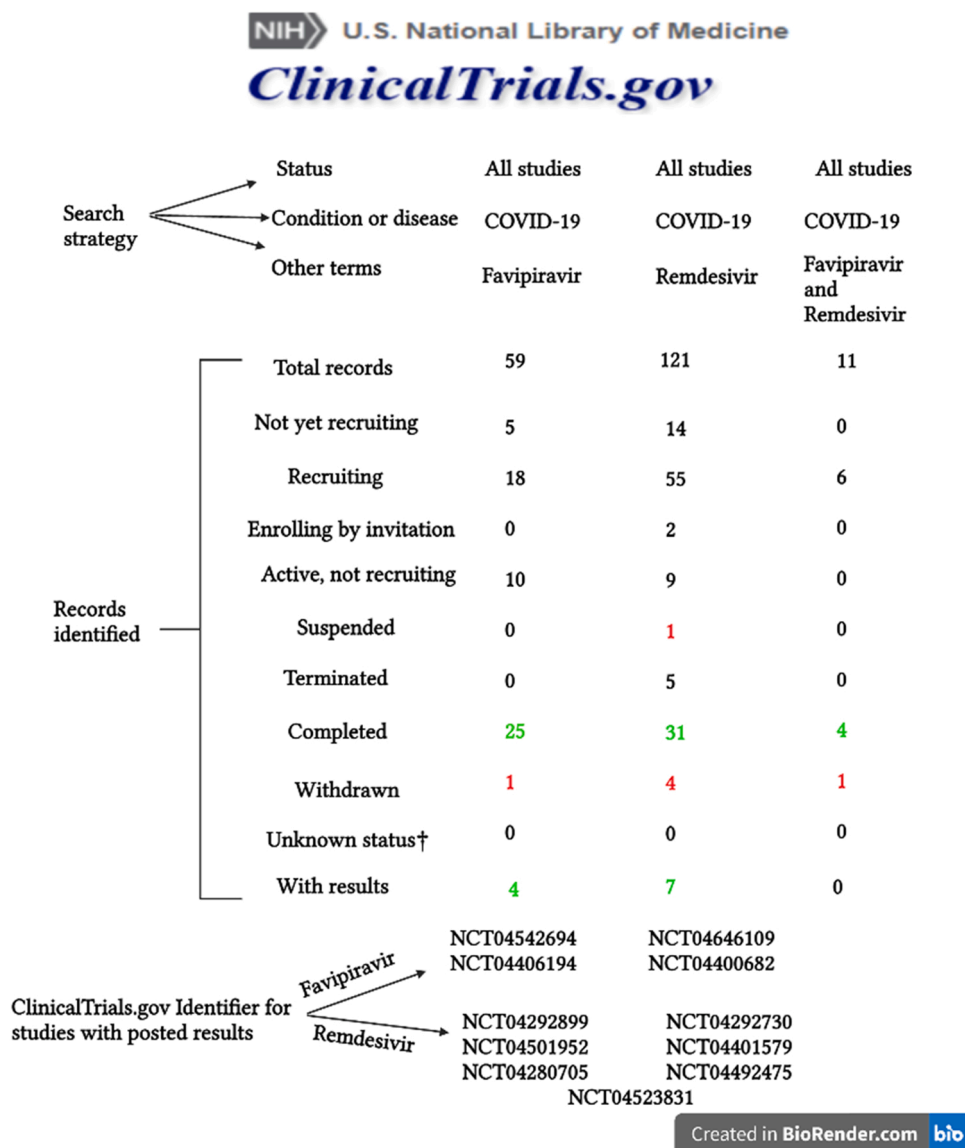 NIH U.S. National Library of Medicine
ClinicalTrials.gov
Status All studies All studies All studies
Search strategy
Condition or disease COVID-19 COVID-19 COVID-19
Other terms Favipiravir Remdesivir Favipiravir and Remdesivir
Total records 59 121 11
Not yet recruiting 5 14 0
Recruiting 18 55 6
Enrolling by invitation 0 2 0
Active, not recruiting 10 9 0
Records identified
Suspended 0 1 0
Terminated 0 5 0
Completed 25 31 4
Withdrawn 1 4 1
Unknown status† 0 0 0
With results 4 7 0
ClinicalTrials.gov Identifier for
studies with posted results
Favipiravir
NCT04542694 NCT04646109
NCT04406194 NCT04400682
Remdesivir
NCT04292899 NCT04292730
NCT04501952 NCT04401579
NCT04280705 NCT04492475
NCT04523831
Created in BioRender.com bio